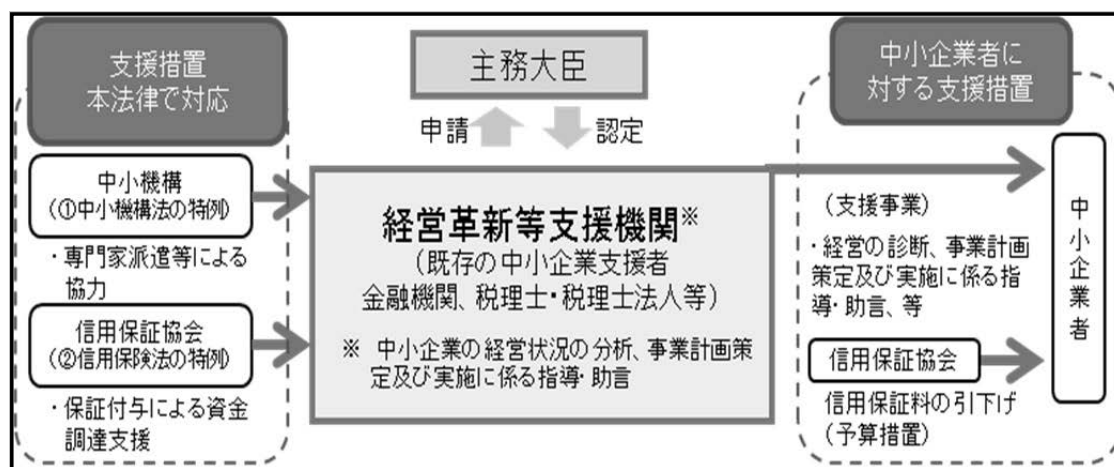 支援措置
本法律で対応
中小機構
(①中小機構法の特例)
・専門家派遣等による
協力
信用保証協会
(②信用保険法の特例)
・保証付与による資金
調達支援
主務大臣
申請
認定
経営革新等支援機関※
(既存の中小企業支援者
金融機関、税理士・税理士法人等)
※ 中小企業の経営状況の分析、事業計画策
定及び実施に係る指導・助言
中小企業者に
対する支援措置
(支援事業)
・経営の診断、事業計画
策定及び実施に係る指
導・助言、等
信用保証協会
信用保証料の引下げ
(予算措置)
中小企業者